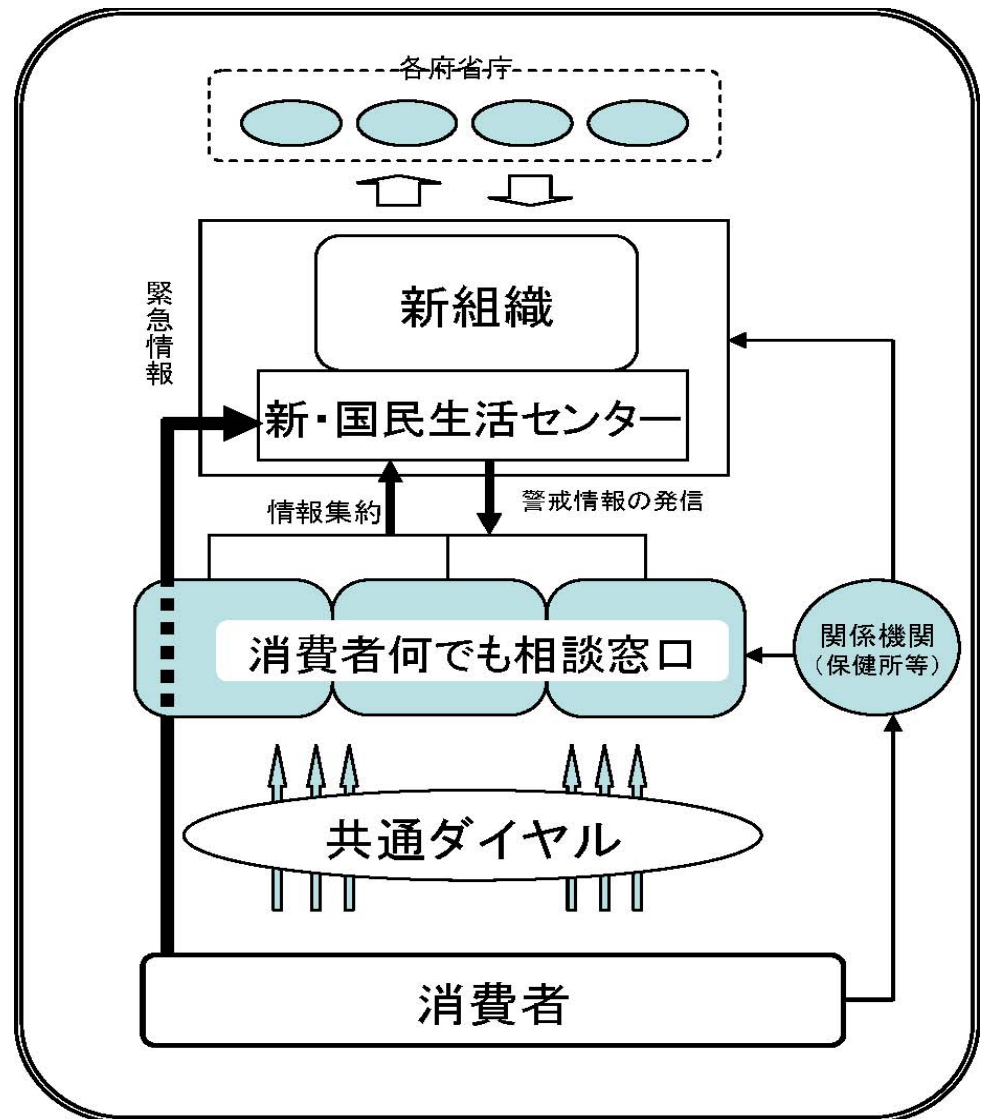 各府省庁
新組織
緊急情報
新・国民生活センター
情報集約
警戒情報の発信
消費者何でも相談窓口
関係機関
（保健所等）
共通ダイヤル
消費者